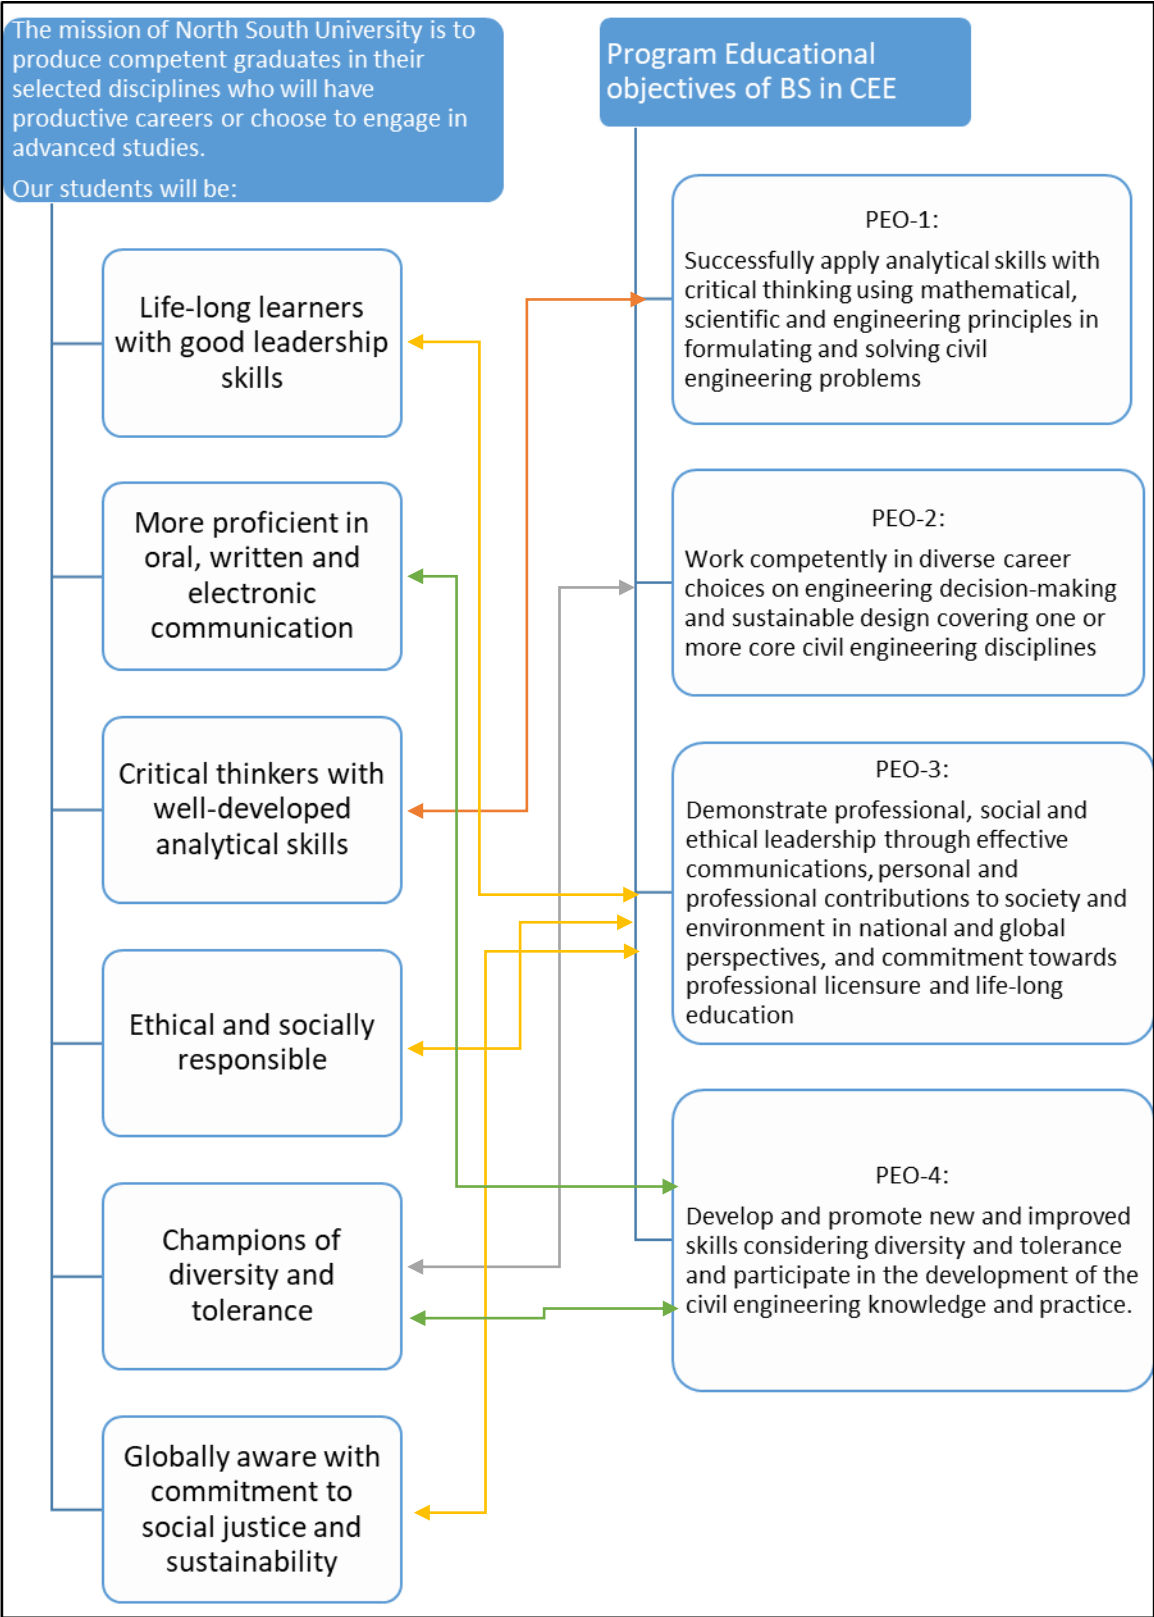 The mission of North South University is to
produce competent graduates in their
selected disciplines who will have
productive careers or choose to engage in
advanced studies.
Our students will be:
Life-long learners
with good leadership
skills
More proficient in
oral, written and
electronic
communication
Critical thinkers with
well-developed
analytical skills
Ethical and socially
responsible
Champions of
diversity and
tolerance
Globally aware with
commitment to
social justice and
sustainability
Program Educational
objectives of BS in CEE
PEO-1:
Successfully apply analytical skills with
critical thinking using mathematical,
scientific and engineering principles in
formulating and solving civil
engineering problems
PEO-2:
Work competently in diverse career
choices on engineering decision-making
and sustainable design covering one or
more core civil engineering disciplines
PEO-3:
Demonstrate professional, social and
ethical leadership through effective
communications, personal and
professional contributions to society and
environment in national and global
perspectives, and commitment towards
professional licensure and life-long
education
PEO-4:
Develop and promote new and improved
skills considering diversity and tolerance
and participate in the development of the
civil engineering knowledge and practice.